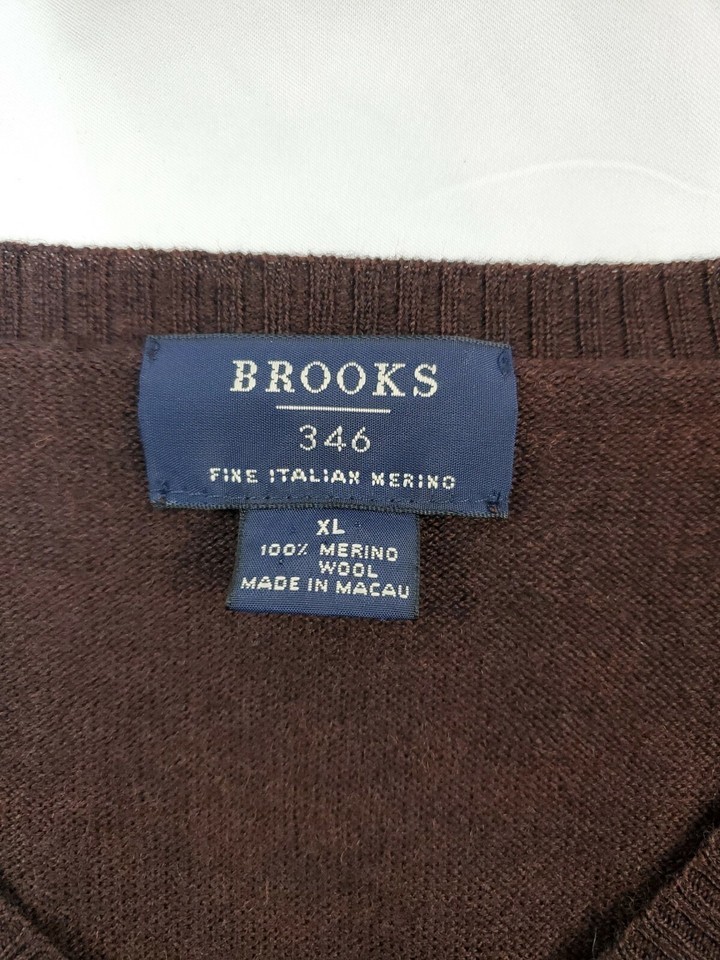 BROOKS
346
FINE ITALIAN MERINO
XL
100% MERINO
WOOL
MADE IN MACAU